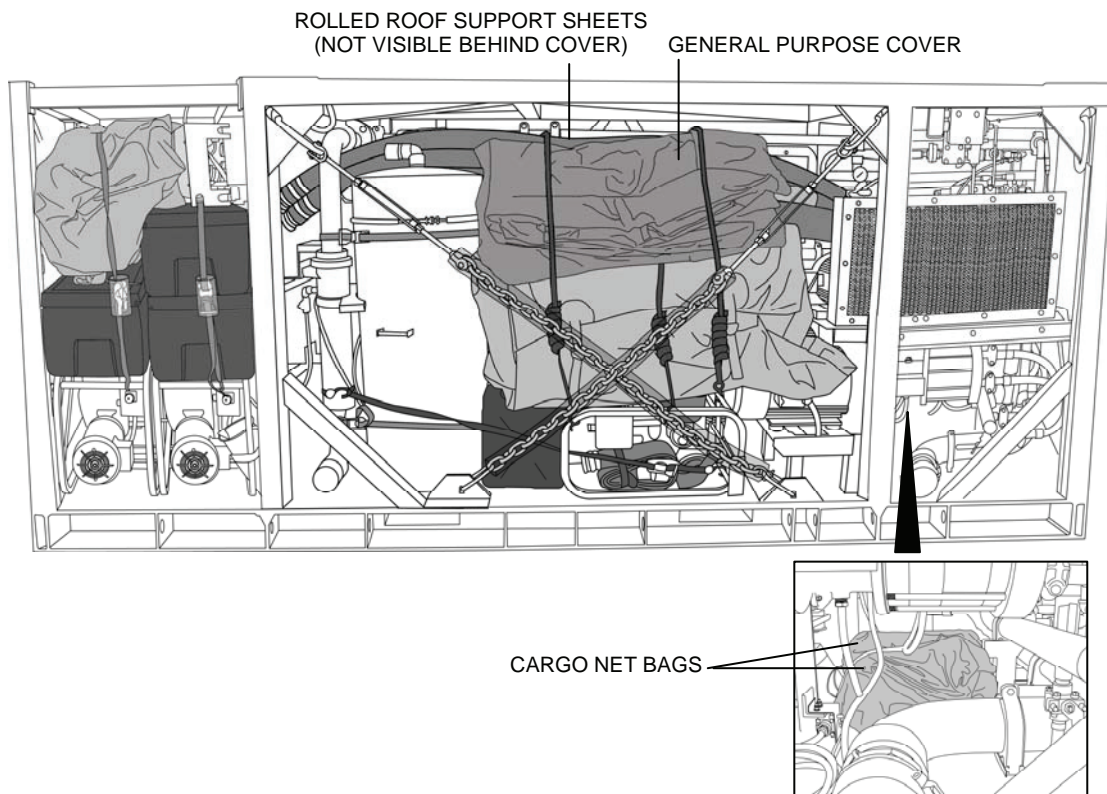 ROLLED ROOF SUPPORT SHEETS
(NOT VISIBLE BEHIND COVER)
GENERAL PURPOSE COVER
CARGO NET BAGS